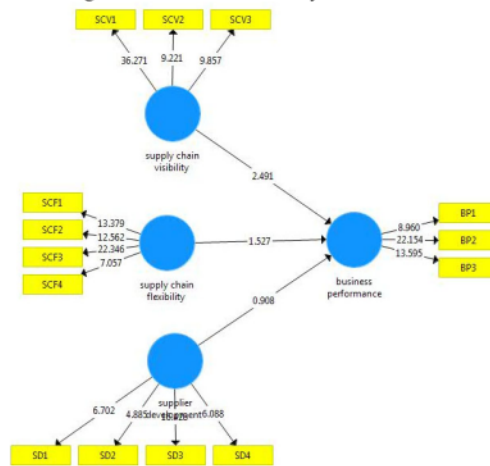 SCV1 SCV2 SCV3
36.271 9.221 9.857
supply chain
visibility
2.491
SCF1
SCF2
SCF3
SCF4
13.379
12.562
22.346
7.057
supply chain
flexibility
1.527
BP1
BP2
BP3
8.960
22.154
13.595
business
performance
0.908
supplier
development
6.702 4.885 6.088
SD1 SD2 SD3 SD4